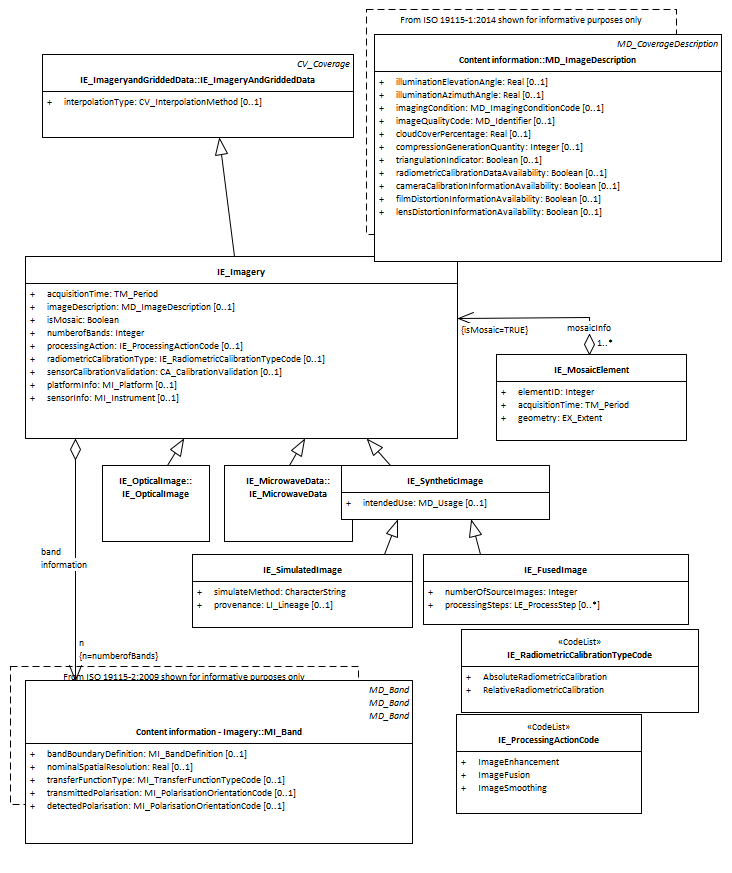 From ISO 19115-1:2014 shown for informative purposes only
MD_CoverageDescription
Content information::MD_ImageDescription
+ illuminationElevationAngle: Real [0..1]
+ illuminationAzimuthAngle: Real [0..1]
+ imagingCondition: MD_ImagingConditionCode [0..1]
+ imageQualityCode: MD_Identifier [0..1]
+ cloudCoverPercentage: Real [0..1]
+ compressionGenerationQuantity: Integer [0..1]
+ triangulationIndicator: Boolean [0..1]
+ radiometricCalibrationDataAvailability: Boolean [0..1]
+ cameraCalibrationInformationAvailability: Boolean [0..1]
+ filmDistortionInformationAvailability: Boolean [0..1]
+ lensDistortionInformationAvailability: Boolean [0..1]
CV_Coverage
IE_ImageryandGriddedData::IE_ImageryAndGriddedData
+ interpolationType: CV_InterpolationMethod [0..1]
IE_Imagery
+ acquisitionTime: TM_Period
+ imageDescription: MD_ImageDescription [0..1]
+ isMosaic: Boolean
+ numberofBands: Integer
+ processingAction: IE_ProcessingActionCode [0..1]
+ radiometricCalibrationType: IE_RadiometricCalibrationTypeCode [0..1]
+ sensorCalibrationValidation: CA_CalibrationValidation [0..1]
+ platformInfo: MI_Platform [0..1]
+ sensorInfo: MI_Instrument [0..1]
{isMosaic=TRUE}
mosaicInfo
1..*
IE_MosaicElement
+ elementID: Integer
+ acquisitionTime: TM_Period
+ geometry: EX_Extent
IE_OpticalImage::
IE_OpticalImage
IE_MicrowaveData::
IE_MicrowaveData
IE_SyntheticImage
+ intendedUse: MD_Usage [0..1]
IE_SimulatedImage
+ simulateMethod: CharacterString
+ provenance: LI_Lineage [0..1]
IE_FusedImage
+ numberOfSourceImages: Integer
+ processingSteps: LE_ProcessStep [0..*]
band
information
n
{n=numberofBands}
«CodeList»
IE_RadiometricCalibrationTypeCode
+ AbsoluteRadiometricCalibration
+ RelativeRadiometricCalibration
From ISO 19115-2:2009 shown for informative purposes only
MD_Band
MD_Band
MD_Band
Content information - Imagery::MI_Band
+ bandBoundaryDefinition: MI_BandDefinition [0..1]
+ nominalSpatialResolution: Real [0..1]
+ transferFunctionType: MI_TransferFunctionTypeCode [0..1]
+ transmittedPolarisation: MI_PolarisationOrientationCode [0..1]
+ detectedPolarisation: MI_PolarisationOrientationCode [0..1]
«CodeList»
IE_ProcessingActionCode
+ ImageEnhancement
+ ImageFusion
+ ImageSmoothing